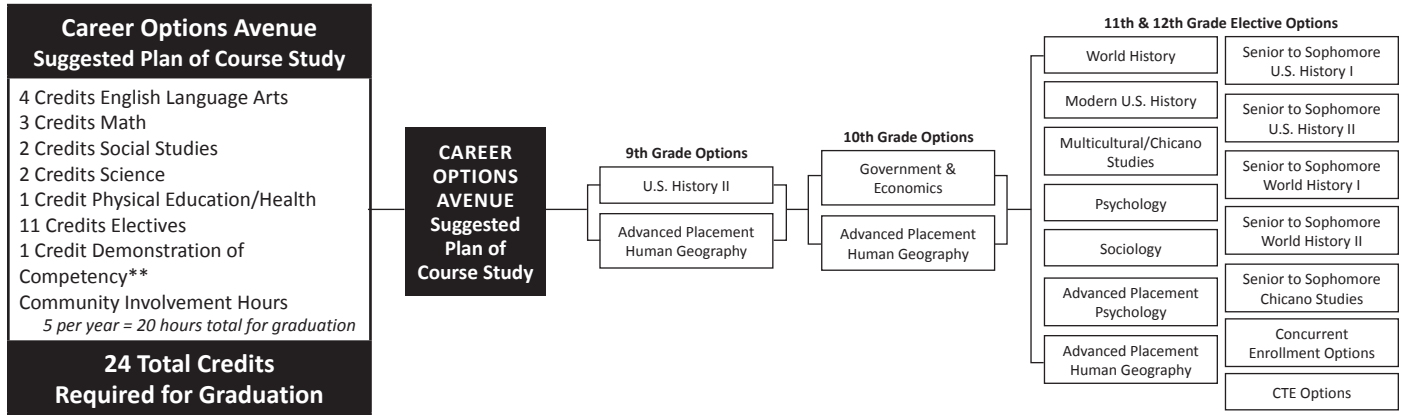 Career Options Avenue
Suggested Plan of Course Study
4 Credits English Language Arts
3 Credits Math
2 Credits Social Studies
2 Credits Science
1 Credit Physical Education/Health
11 Credits Electives
1 Credit Demonstration of
Competency**
Community Involvement Hours
5 per year = 20 hours total for graduation
24 Total Credits
Required for Graduation
CAREER
OPTIONS
AVENUE
Suggested
Plan of
Course Study
9th Grade Options
U.S. History II
Advanced Placement
Human Geography
10th Grade Options
Government &
Economics
Advanced Placement
Human Geography
11th & 12th Grade Elective Options
World History
Modern U.S. History
Multicultural/Chicano
Studies
Psychology
Sociology
Advanced Placement
Psychology
Advanced Placement
Human Geography
Senior to Sophomore
U.S. History I
Senior to Sophomore
U.S. History II
Senior to Sophomore
World History I
Senior to Sophomore
World History II
Senior to Sophomore
Chicano Studies
Concurrent
Enrollment Options
CTE Options